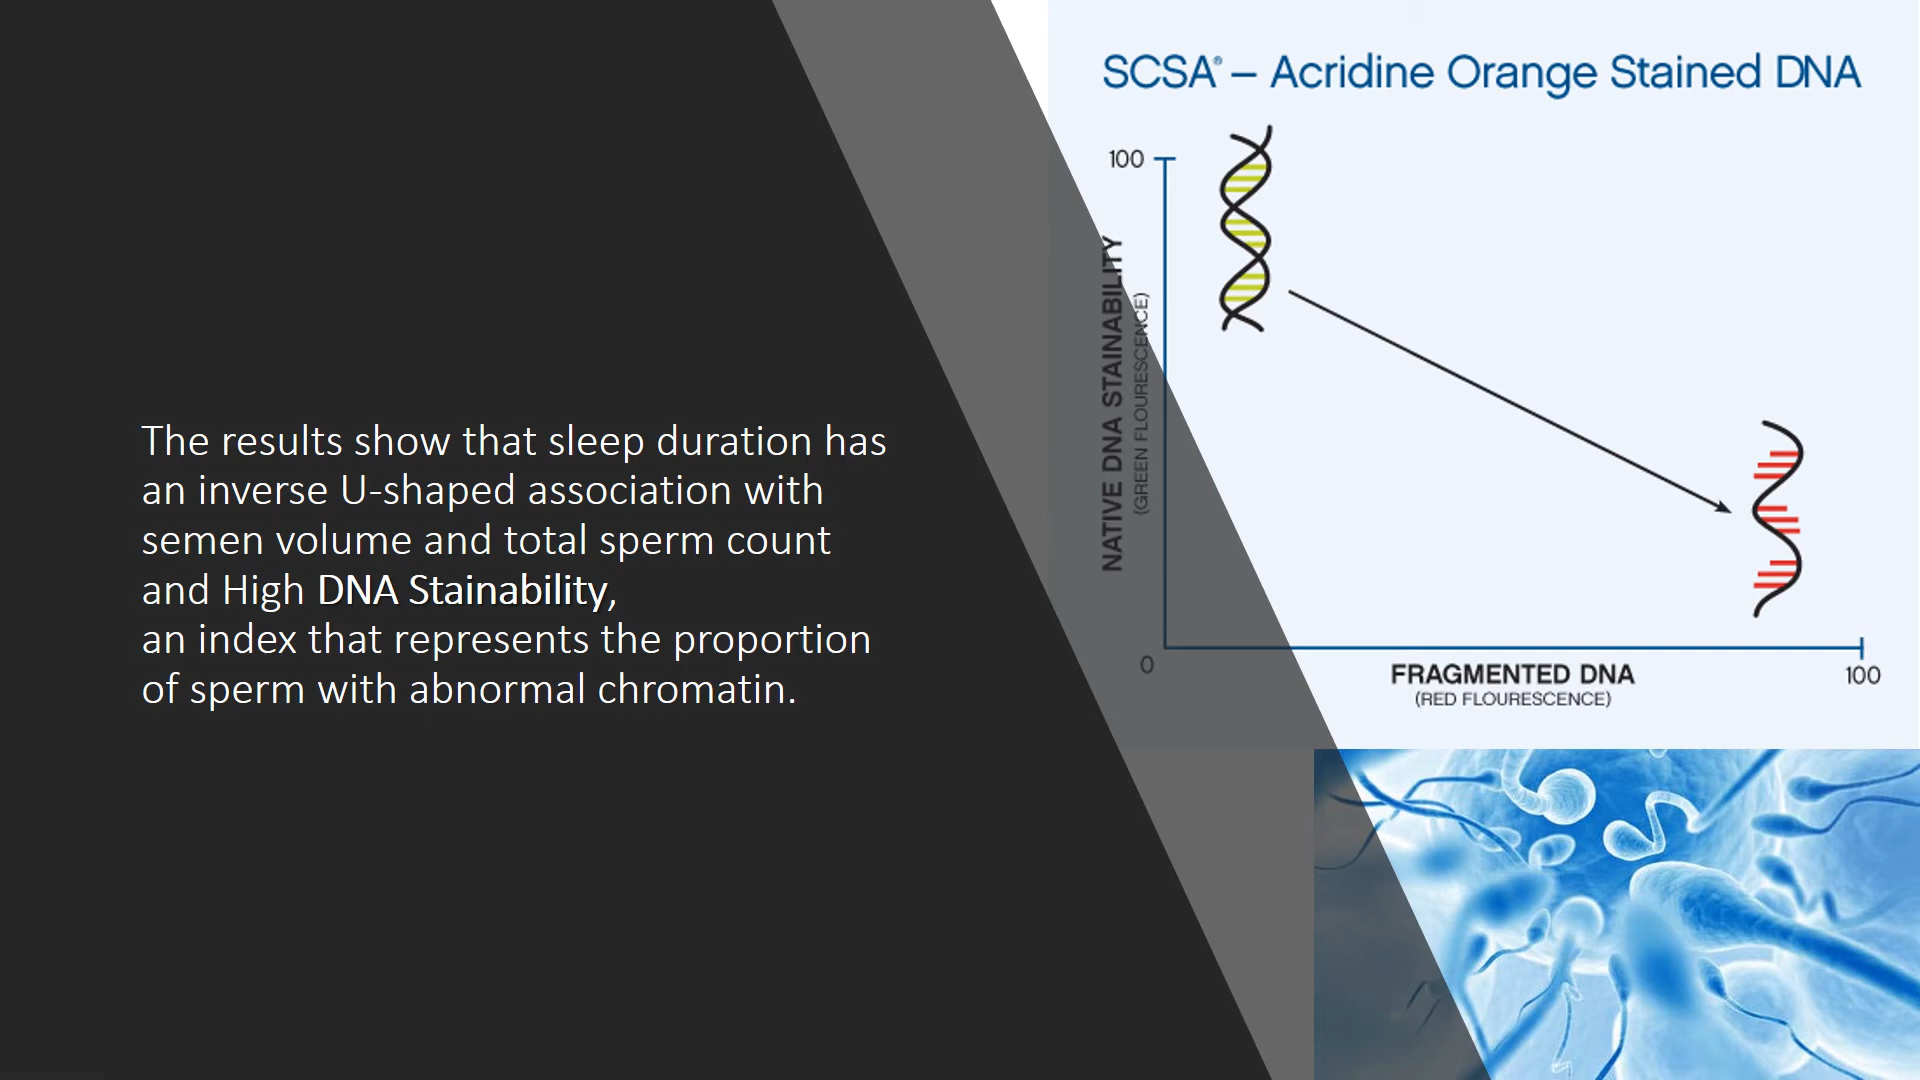 The results show that sleep duration has
an inverse U-shaped association with
semen volume and total sperm count
and High DNA Stainability,
an index that represents the proportion
of sperm with abnormal chromatin.
SCSA® – Acridine Orange Stained DNA
100
NATIVE DNA STAINABILITY
(GREEN FLOURESCENCE)
0
FRAGMENTED DNA
(RED FLOURESCENCE)
100